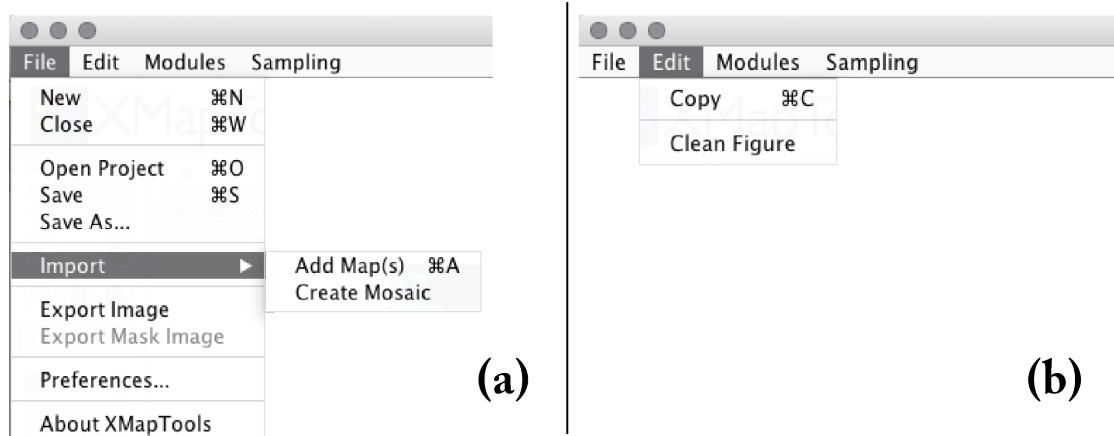 File Edit Modules Sampling
New ⌘N
Close ⌘W
Open Project ⌘O
Save ⌘S
Save As...
Import ▶
Add Map(s) ⌘A
Create Mosaic
Export Image
Export Mask Image
Preferences...
About XMapTools
(a)
File Edit Modules Sampling
Copy ⌘C
Clean Figure
(b)